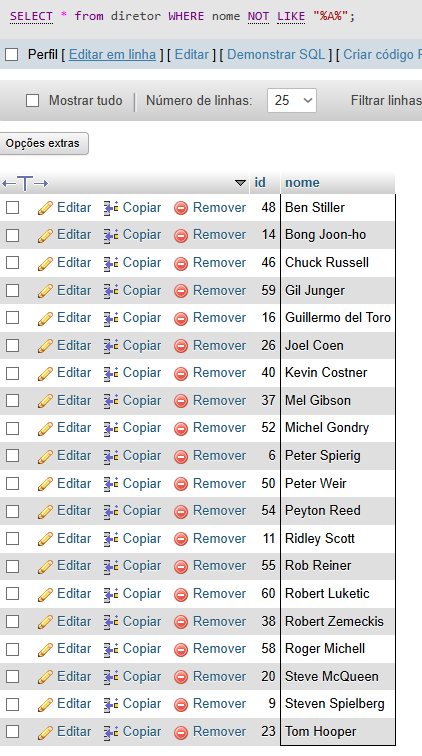 SELECT * from diretor WHERE nome NOT LIKE "%A%";
Perfil [ Editar em linha ] [ Editar ] [ Demonstrar SQL ] [ Criar código
Mostrar tudo Número de linhas: 25 Filtrar linhas
Opções extras
←T→ id nome
Editar Copiar Remover 48 Ben Stiller
Editar Copiar Remover 14 Bong Joon-ho
Editar Copiar Remover 46 Chuck Russell
Editar Copiar Remover 59 Gil Junger
Editar Copiar Remover 16 Guillermo del Toro
Editar Copiar Remover 26 Joel Coen
Editar Copiar Remover 40 Kevin Costner
Editar Copiar Remover 37 Mel Gibson
Editar Copiar Remover 52 Michel Gondry
Editar Copiar Remover 6 Peter Spierig
Editar Copiar Remover 50 Peter Weir
Editar Copiar Remover 54 Peyton Reed
Editar Copiar Remover 11 Ridley Scott
Editar Copiar Remover 55 Rob Reiner
Editar Copiar Remover 60 Robert Luketic
Editar Copiar Remover 38 Robert Zemeckis
Editar Copiar Remover 58 Roger Michell
Editar Copiar Remover 20 Steve McQueen
Editar Copiar Remover 9 Steven Spielberg
Editar Copiar Remover 23 Tom Hooper